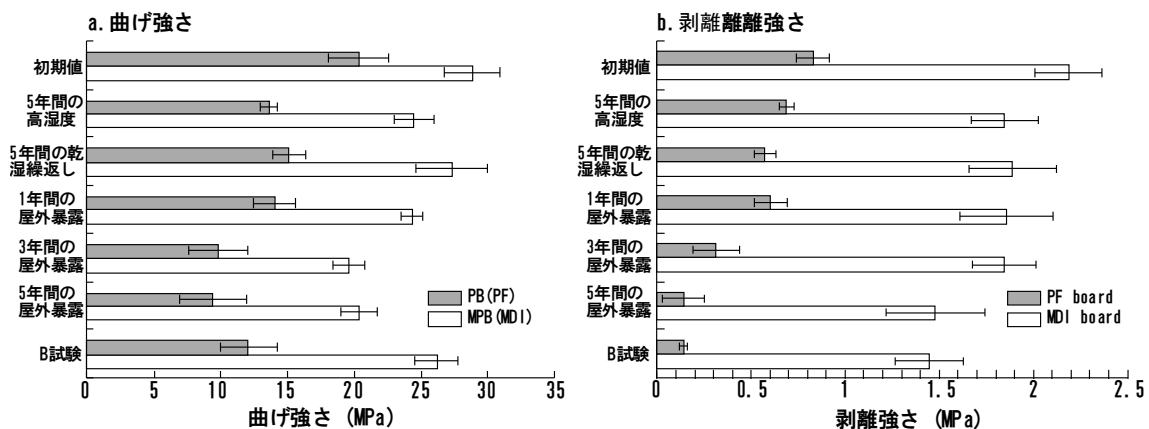 a.曲げ強さ
初期値
5年間の
高湿度
5年間の乾
湿繰返し
1年間の
屋外暴露
3年間の
屋外暴露
5年間の
屋外暴露
B試験
PB(PF)
MPB(MDI)
0 5 10 15 20 25 30 35
曲げ強さ (MPa)
b.剥離離離強さ
初期値
5年間の
高湿度
5年間の乾
湿繰返し
1年間の
屋外暴露
3年間の
屋外暴露
5年間の
屋外暴露
B試験
PF board
MDI board
0 0.5 1 1.5 2 2.5
剥離強さ (MPa)